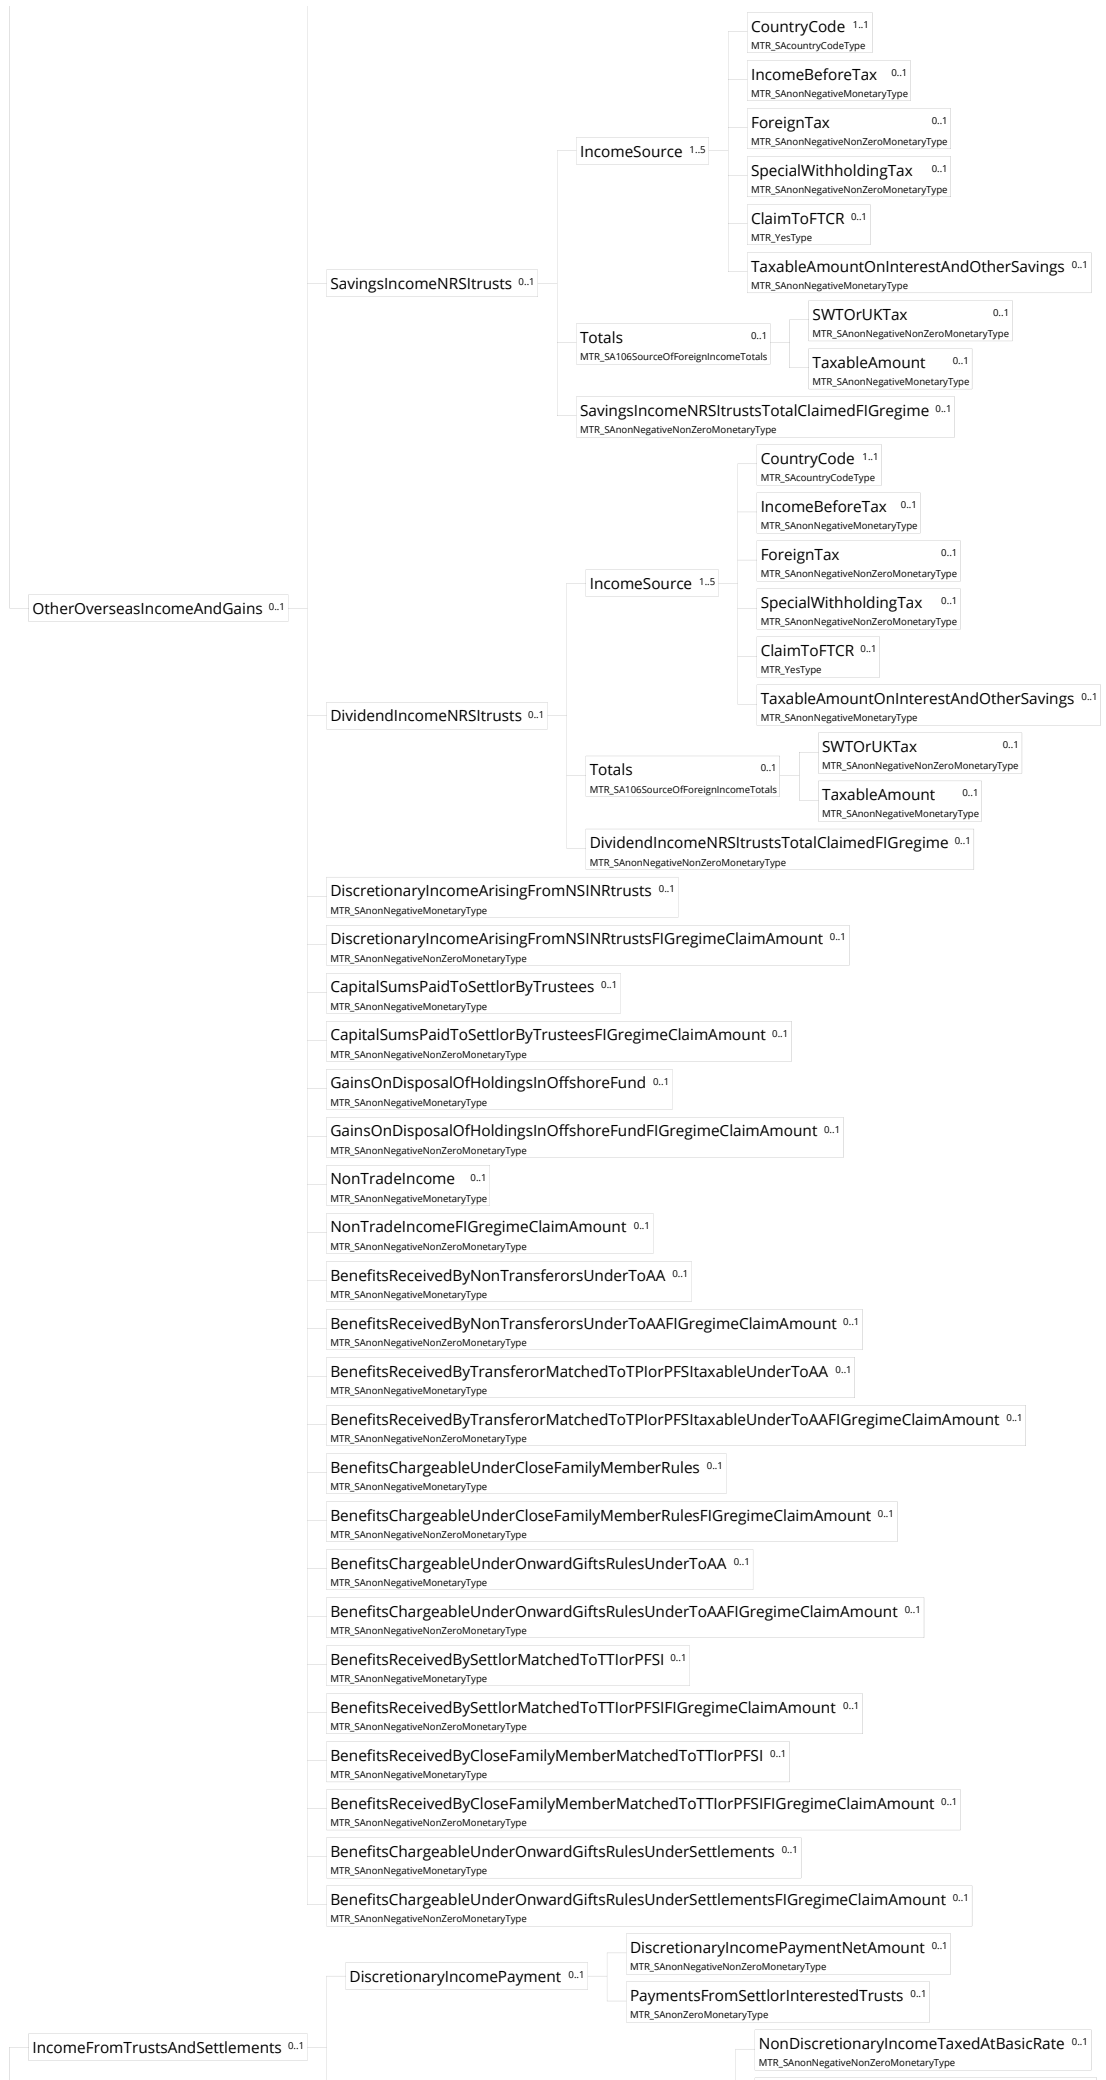 CountryCode 1..1
MTR_SAcountryCodeType
IncomeBeforeTax 0..1
MTR_SAnonNegativeMonetaryType
ForeignTax 0..1
MTR_SAnonNegativeNonZeroMonetaryType
IncomeSource 1..5
SpecialWithholdingTax 0..1
MTR_SAnonNegativeNonZeroMonetaryType
ClaimToFTCR 0..1
MTR_YesType
TaxableAmountOnInterestAndOtherSavings 0..1
MTR_SAnonNegativeMonetaryType
SavingsIncomeNRSItrusts 0..1
SWTOrUKTax 0..1
MTR_SAnonNegativeNonZeroMonetaryType
Totals 0..1
MTR_SA106SourceOfForeignIncomeTotals
TaxableAmount 0..1
MTR_SAnonNegativeMonetaryType
SavingsIncomeNRSItrustsTotalClaimedFIGregime 0..1
MTR_SAnonNegativeNonZeroMonetaryType
CountryCode 1..1
MTR_SAcountryCodeType
IncomeBeforeTax 0..1
MTR_SAnonNegativeMonetaryType
ForeignTax 0..1
MTR_SAnonNegativeNonZeroMonetaryType
IncomeSource 1..5
OtherOverseasIncomeAndGains 0..1
SpecialWithholdingTax 0..1
MTR_SAnonNegativeNonZeroMonetaryType
ClaimToFTCR 0..1
MTR_YesType
TaxableAmountOnInterestAndOtherSavings 0..1
MTR_SAnonNegativeMonetaryType
DividendIncomeNRSItrusts 0..1
SWTOrUKTax 0..1
MTR_SAnonNegativeNonZeroMonetaryType
Totals 0..1
MTR_SA106SourceOfForeignIncomeTotals
TaxableAmount 0..1
MTR_SAnonNegativeMonetaryType
DividendIncomeNRSItrustsTotalClaimedFIGregime 0..1
MTR_SAnonNegativeNonZeroMonetaryType
DiscretionaryIncomeArisingFromNSINRtrusts 0..1
MTR_SAnonNegativeMonetaryType
DiscretionaryIncomeArisingFromNSINRtrustsFIGregimeClaimAmount 0..1
MTR_SAnonNegativeNonZeroMonetaryType
CapitalSumsPaidToSettlorByTrustees 0..1
MTR_SAnonNegativeMonetaryType
CapitalSumsPaidToSettlorByTrusteesFIGregimeClaimAmount 0..1
MTR_SAnonNegativeNonZeroMonetaryType
GainsOnDisposalOfHoldingsInOffshoreFund 0..1
MTR_SAnonNegativeMonetaryType
GainsOnDisposalOfHoldingsInOffshoreFundFIGregimeClaimAmount 0..1
MTR_SAnonNegativeNonZeroMonetaryType
NonTradeIncome 0..1
MTR_SAnonNegativeMonetaryType
NonTradeIncomeFIGregimeClaimAmount 0..1
MTR_SAnonNegativeNonZeroMonetaryType
BenefitsReceivedByNonTransferorsUnderToAA 0..1
MTR_SAnonNegativeMonetaryType
BenefitsReceivedByNonTransferorsUnderToAAFIGregimeClaimAmount 0..1
MTR_SAnonNegativeNonZeroMonetaryType
BenefitsReceivedByTransferorMatchedToTPIorPFSItaxableUnderToAA 0..1
MTR_SAnonNegativeMonetaryType
BenefitsReceivedByTransferorMatchedToTPIorPFSItaxableUnderToAAFIGregimeClaimAmount 0..1
MTR_SAnonNegativeNonZeroMonetaryType
BenefitsChargeableUnderCloseFamilyMemberRules 0..1
MTR_SAnonNegativeMonetaryType
BenefitsChargeableUnderCloseFamilyMemberRulesFIGregimeClaimAmount 0..1
MTR_SAnonNegativeNonZeroMonetaryType
BenefitsChargeableUnderOnwardGiftsRulesUnderToAA 0..1
MTR_SAnonNegativeMonetaryType
BenefitsChargeableUnderOnwardGiftsRulesUnderToAAFIGregimeClaimAmount 0..1
MTR_SAnonNegativeNonZeroMonetaryType
BenefitsReceivedBySettlorMatchedToTTIorPFSI 0..1
MTR_SAnonNegativeMonetaryType
BenefitsReceivedBySettlorMatchedToTTIorPFSIFIGregimeClaimAmount 0..1
MTR_SAnonNegativeNonZeroMonetaryType
BenefitsReceivedByCloseFamilyMemberMatchedToTTIorPFSI 0..1
MTR_SAnonNegativeMonetaryType
BenefitsReceivedByCloseFamilyMemberMatchedToTTIorPFSIFIGregimeClaimAmount 0..1
MTR_SAnonNegativeNonZeroMonetaryType
BenefitsChargeableUnderOnwardGiftsRulesUnderSettlements 0..1
MTR_SAnonNegativeMonetaryType
BenefitsChargeableUnderOnwardGiftsRulesUnderSettlementsFIGregimeClaimAmount 0..1
MTR_SAnonNegativeNonZeroMonetaryType
DiscretionaryIncomePaymentNetAmount 0..1
MTR_SAnonNegativeNonZeroMonetaryType
DiscretionaryIncomePayment 0..1
PaymentsFromSettlorInterestedTrusts 0..1
MTR_SAnonZeroMonetaryType
IncomeFromTrustsAndSettlements 0..1
NonDiscretionaryIncomeTaxedAtBasicRate 0..1
MTR_SAnonNegativeNonZeroMonetaryType